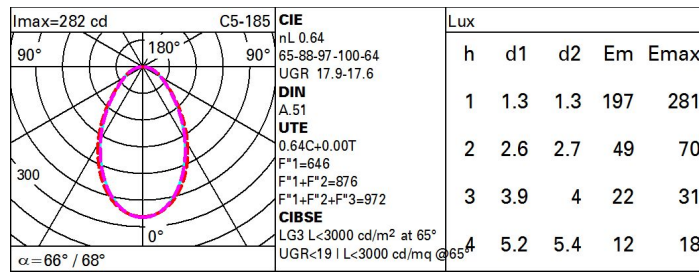 Imax=282 cd C5-185
90° 180° 90°
300
0°
α=66° / 68°
CIE
nL 0.64
65-88-97-100-64
UGR 17.9-17.6
DIN
A.51
UTE
0.64C+0.00T
F"1=646
F"1+F"2=876
F"1+F"2+F"3=972
CIBSE
LG3 L<3000 cd/m² at 65°
UGR<19 | L<3000 cd/mq @65°
Lux
h d1 d2 Em Emax
1 1.3 1.3 197 281
2 2.6 2.7 49 70
3 3.9 4 22 31
4 5.2 5.4 12 18